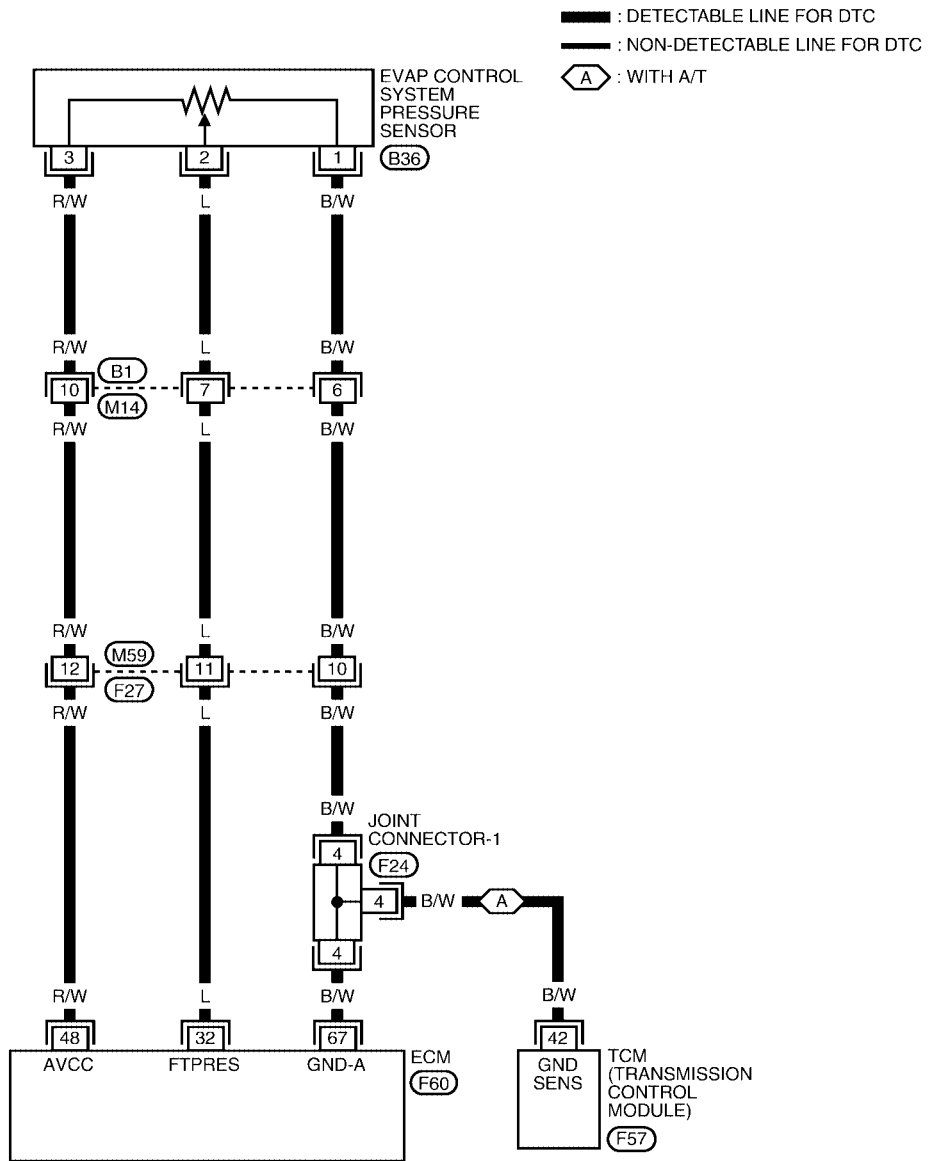 : DETECTABLE LINE FOR DTC
: NON-DETECTABLE LINE FOR DTC
A : WITH A/T
EVAP CONTROL
SYSTEM
PRESSURE
SENSOR
3 2 1 B36
R/W L B/W
R/W L B/W
B1
10 7 6
M14
R/W L B/W
R/W L B/W
M59
12 11 10
F27
R/W L B/W
B/W
JOINT
CONNECTOR-1
4 F24
4 B/W A
4
R/W L B/W B/W
48 32 67 ECM 42
AVCC FTPRES GND-A F60
GND
SENS
TCM
(TRANSMISSION
CONTROL
MODULE)
F57